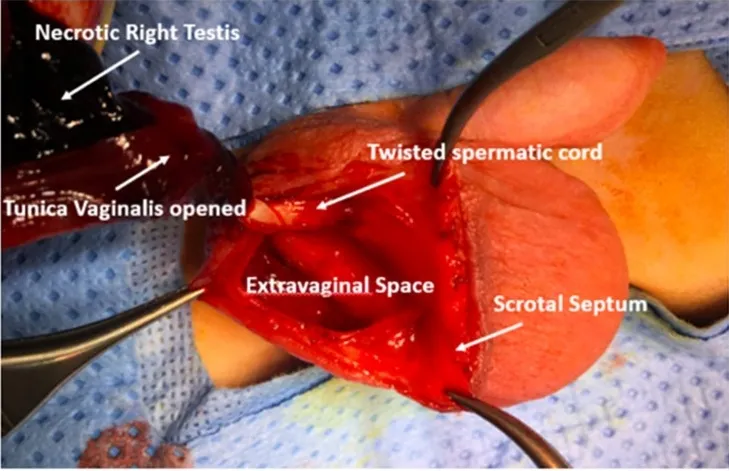 Necrotic Right Testis
Twisted spermatic cord
Tunica Vaginalis opened
Extravaginal Space
Scrotal Septum